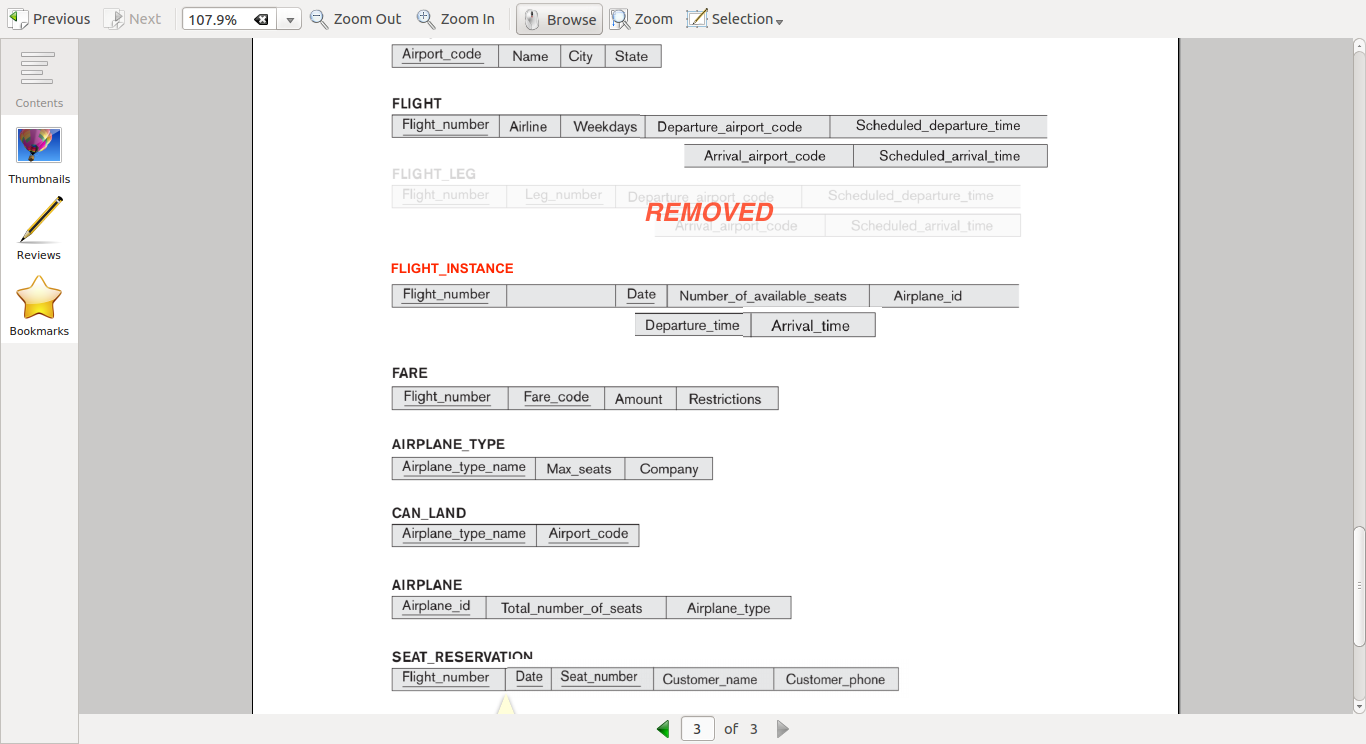 Previous Next 107.9% Zoom Out Zoom In Browse Zoom Selection
Contents
Thumbnails
Reviews
Bookmarks
Airport_code Name City State
FLIGHT
Flight_number Airline Weekdays Departure_airport_code Scheduled_departure_time
Arrival_airport_code Scheduled_arrival_time
FLIGHT_LEG
Flight_number Leg_number Departure_airport_code Scheduled_departure_time
REMOVED
Arrival_airport_code Scheduled_arrival_time
FLIGHT_INSTANCE
Flight_number Date Number_of_available_seats Airplane_id
Departure_time Arrival_time
FARE
Flight_number Fare_code Amount Restrictions
AIRPLANE_TYPE
Airplane_type_name Max_seats Company
CAN_LAND
Airplane_type_name Airport_code
AIRPLANE
Airplane_id Total_number_of_seats Airplane_type
SEAT_RESERVATION
Flight_number Date Seat_number Customer_name Customer_phone
3 of 3